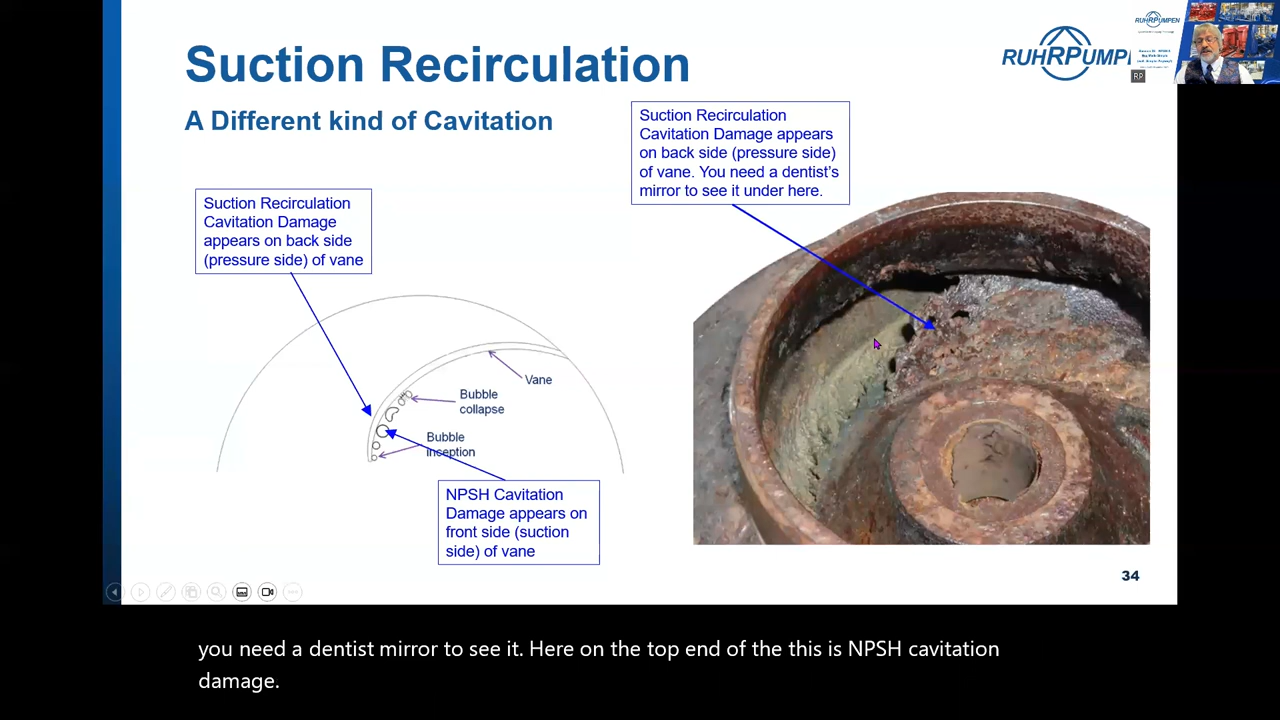 Suction Recirculation
RUHRPUMPEN
RUHRPUMPEN
RP
A Different kind of Cavitation
Suction Recirculation
Cavitation Damage appears
on back side (pressure side)
of vane. You need a dentist's
mirror to see it under here.
Suction Recirculation
Cavitation Damage
appears on back side
(pressure side) of vane
Vane
Bubble
collapse
Bubble
inception
NPSH Cavitation
Damage appears on
front side (suction
side) of vane
34
you need a dentist mirror to see it. Here on the top end of the this is NPSH cavitation
damage.